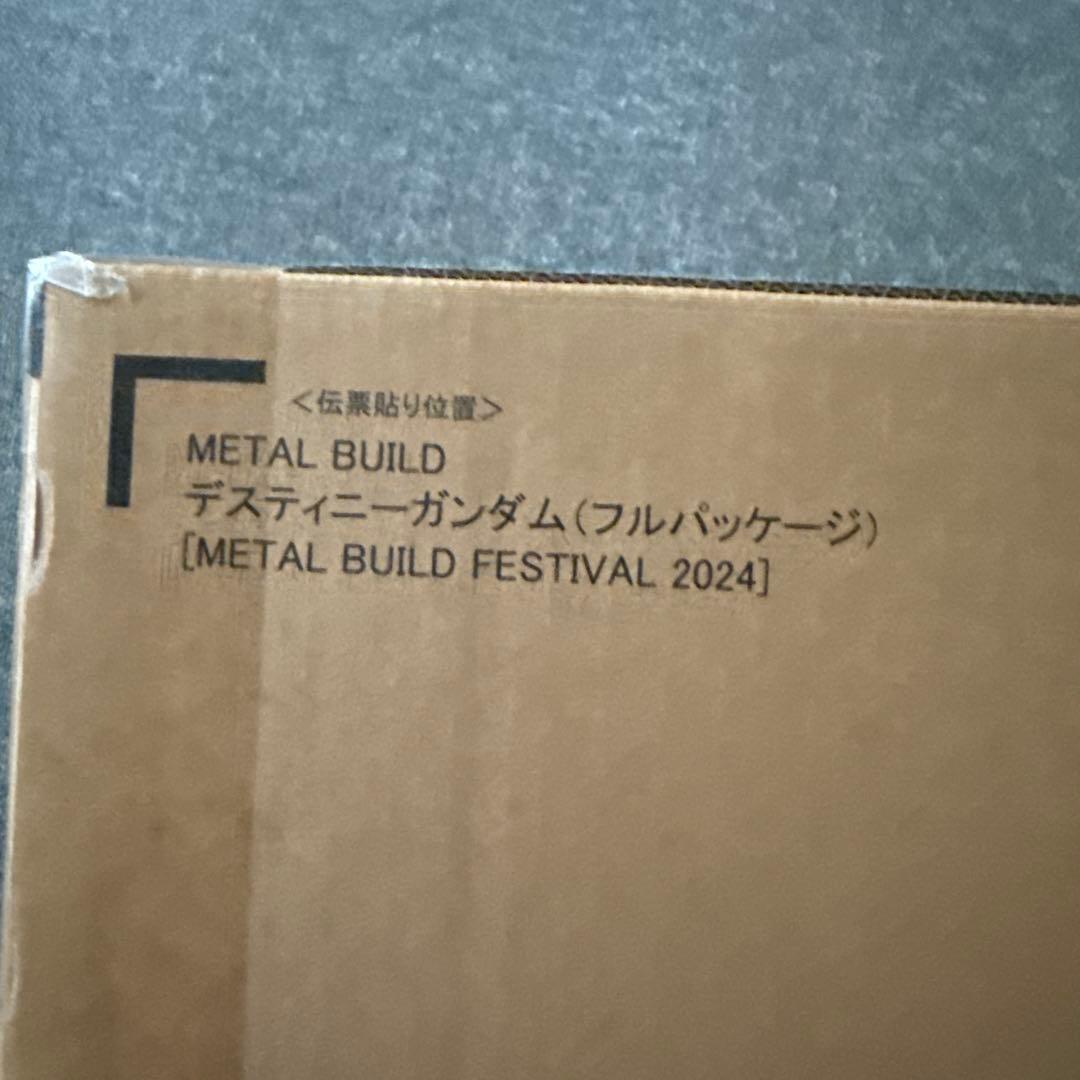 ＜伝票貼り位置＞
METAL BUILD
デスティニーガンダム（フルパッケージ）
[METAL BUILD FESTIVAL 2024]